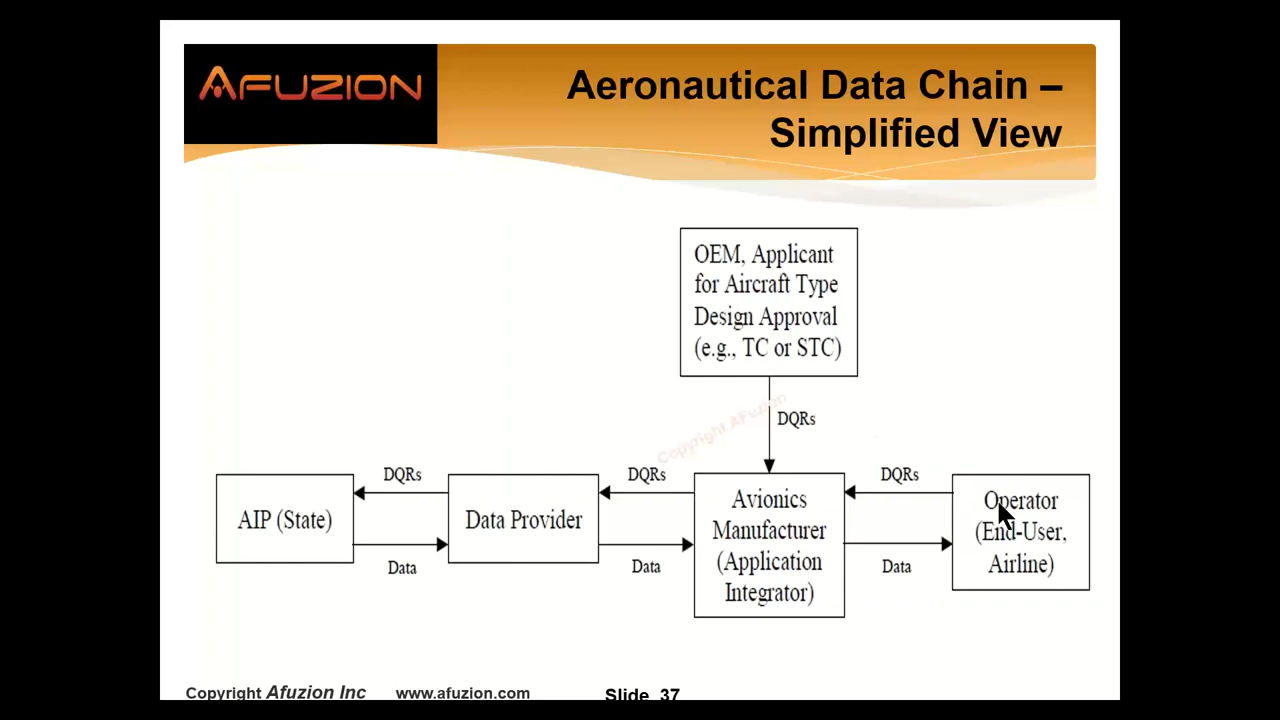 AFUZION
Aeronautical Data Chain –
Simplified View
OEM, Applicant
for Aircraft Type
Design Approval
(e.g., TC or STC)
Copyright AFuzion
DQRs
DQRs
DQRs
DQRs
AIP (State)
Data Provider
Avionics
Manufacturer
(Application
Integrator)
Operator
(End-User,
Airline)
Data
Data
Data
Copyright Afuzion Inc
www.afuzion.com
Slide 37